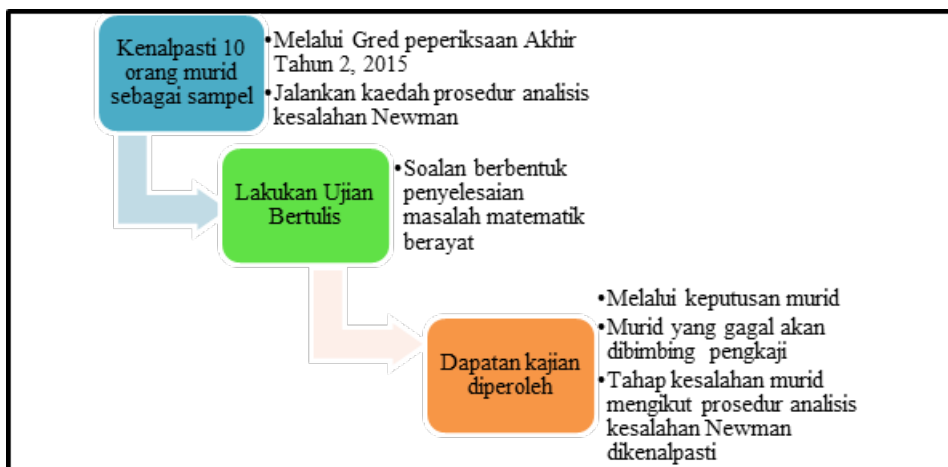 Kenalpasti 10
orang murid
sebagai sampel
•Melalui Gred peperiksaan Akhir
Tahun 2, 2015
•Jalankan kaedah prosedur analisis
kesalahan Newman
Lakukan Ujian
Bertulis
•Soalan berbentuk
penyelesaian
masalah matematik
berayat
Dapatan kajian
diperoleh
•Melalui keputusan murid
•Murid yang gagal akan
dibimbing pengkaji
•Tahap kesalahan murid
mengikut prosedur analisis
kesalahan Newman
dikenalpasti